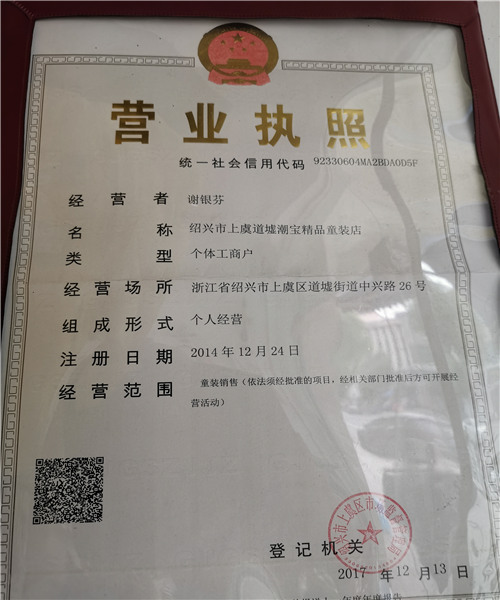 营业执照
统一社会信用代码 92330604MA2BDA0D5F
经营者 谢银芬
名称 绍兴市上虞道墟潮宝精品童装店
类型 个体工商户
经营场所 浙江省绍兴市上虞区道墟街道中兴路26号
组成形式 个人经营
注册日期 2014年12月24日
经营范围 童装销售(依法须经批准的项目,经相关部门批准后方可开展经
营活动)
登记机关
2017 年12 月13日